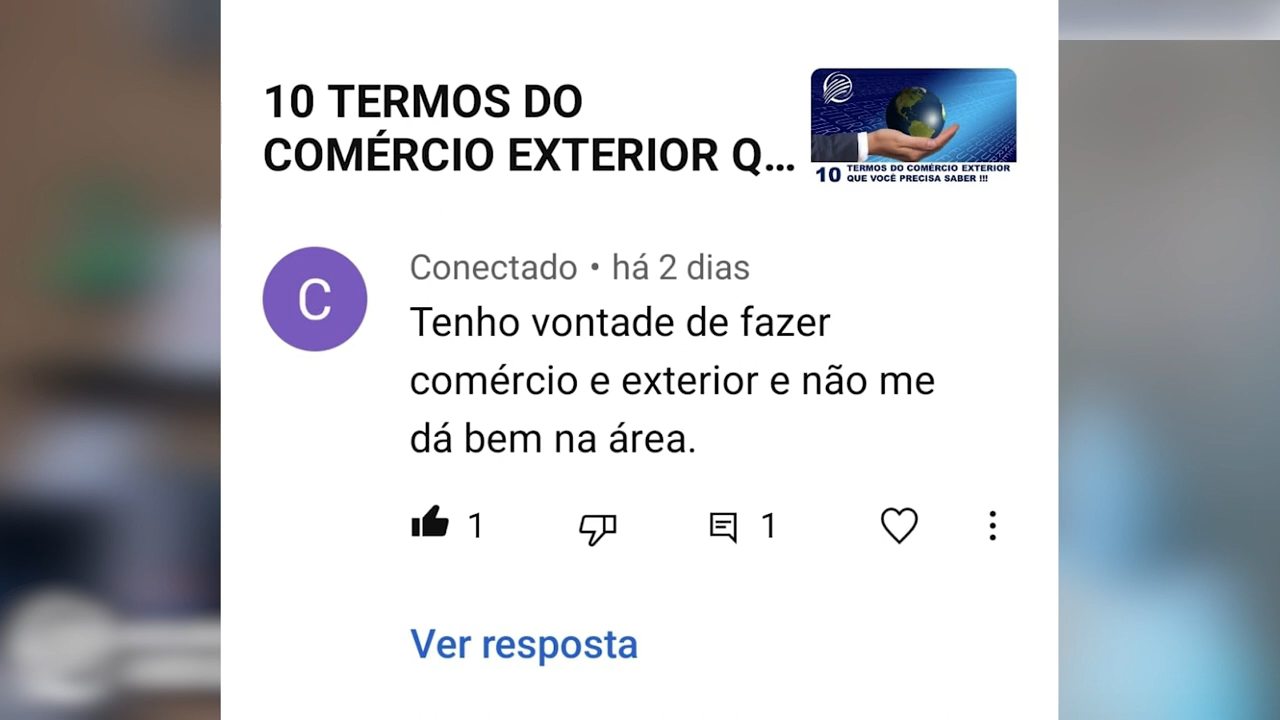 10 TERMOS DO
COMÉRCIO EXTERIOR Q...
10 TERMOS DO COMÉRCIO EXTERIOR
QUE VOCÊ PRECISA SABER !!!
C
Conectado • há 2 dias
Tenho vontade de fazer
comércio e exterior e não me
dá bem na área.
1
1
Ver resposta